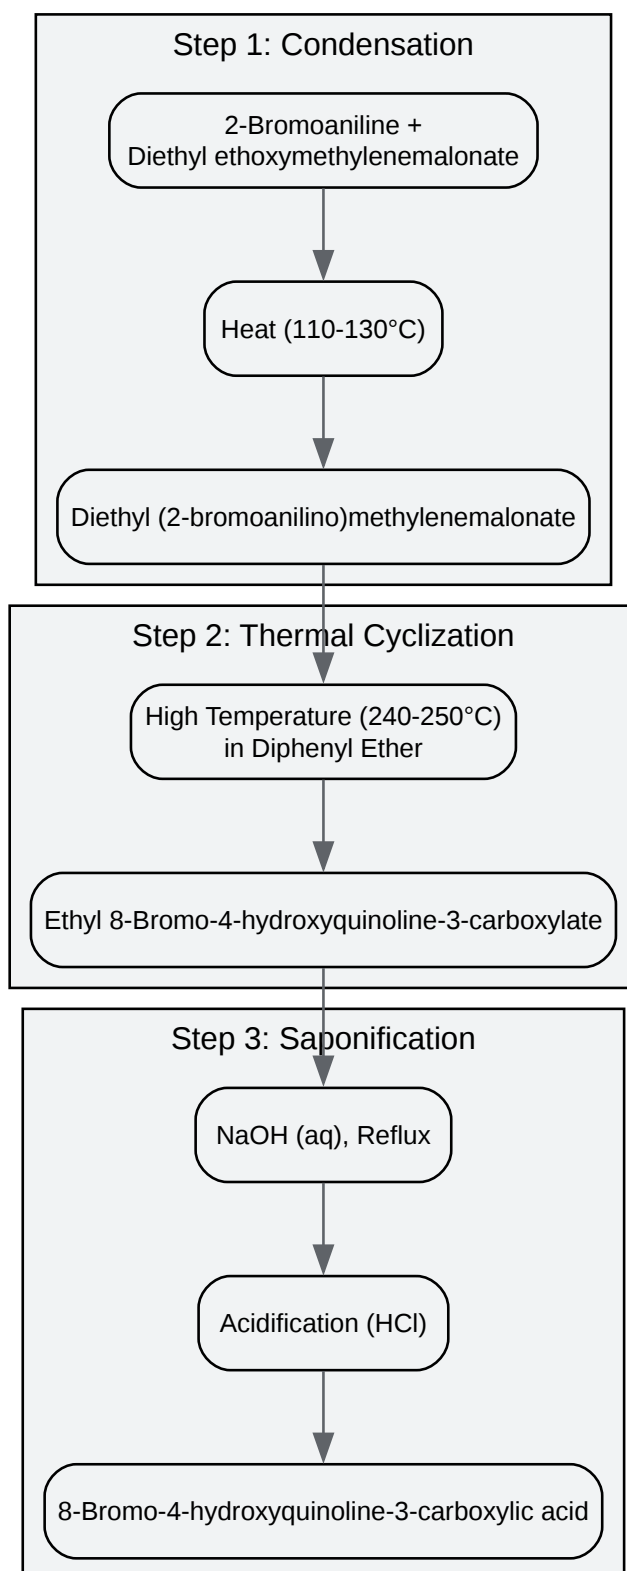 Step 1: Condensation
2-Bromoaniline +
Diethyl ethoxymethylenemalonate
Heat (110-130°C)
Diethyl (2-bromoanilino)methylenemalonate
Step 2: Thermal Cyclization
High Temperature (240-250°C)
in Diphenyl Ether
Ethyl 8-Bromo-4-hydroxyquinoline-3-carboxylate
Step 3: Saponification
NaOH (aq), Reflux
Acidification (HCl)
8-Bromo-4-hydroxyquinoline-3-carboxylic acid